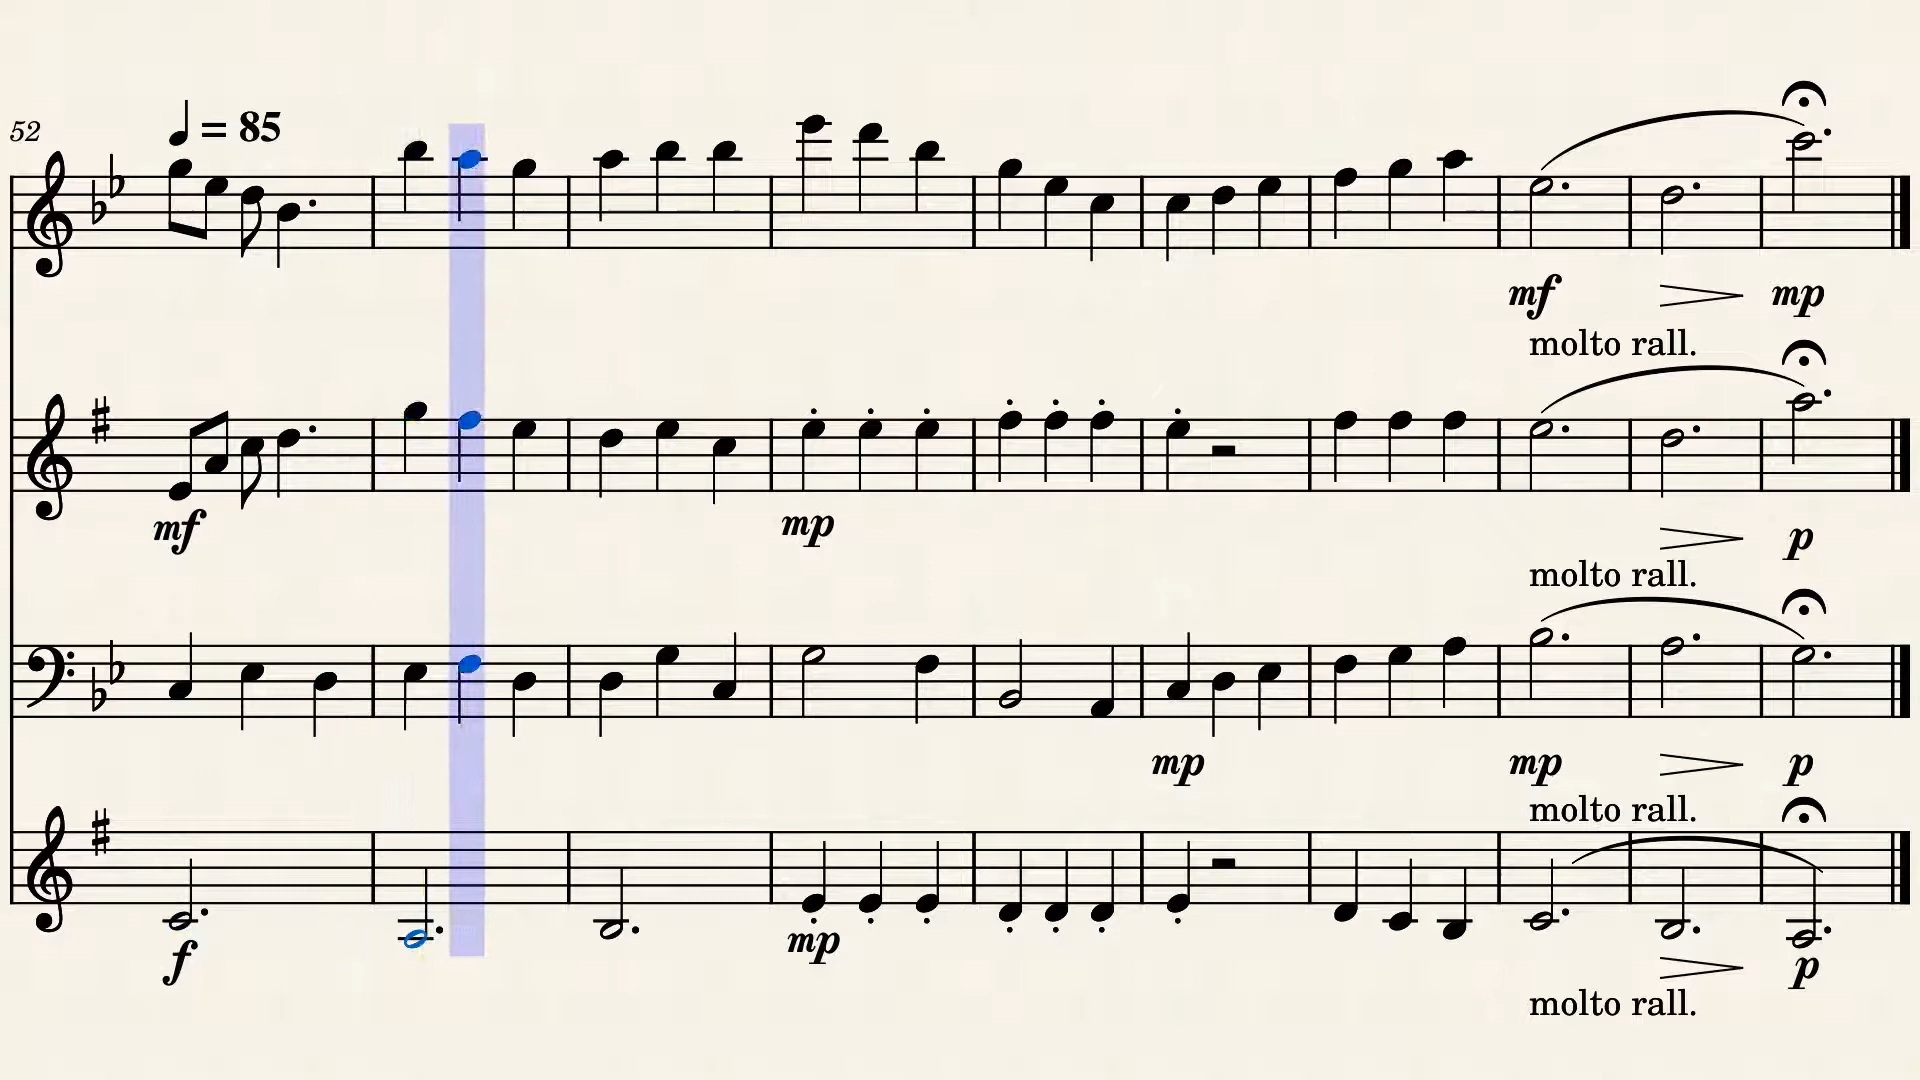 52
= 85
mf mp
molto rall.
mf mp p
molto rall.
mp mp p
molto rall.
f mp p
molto rall.